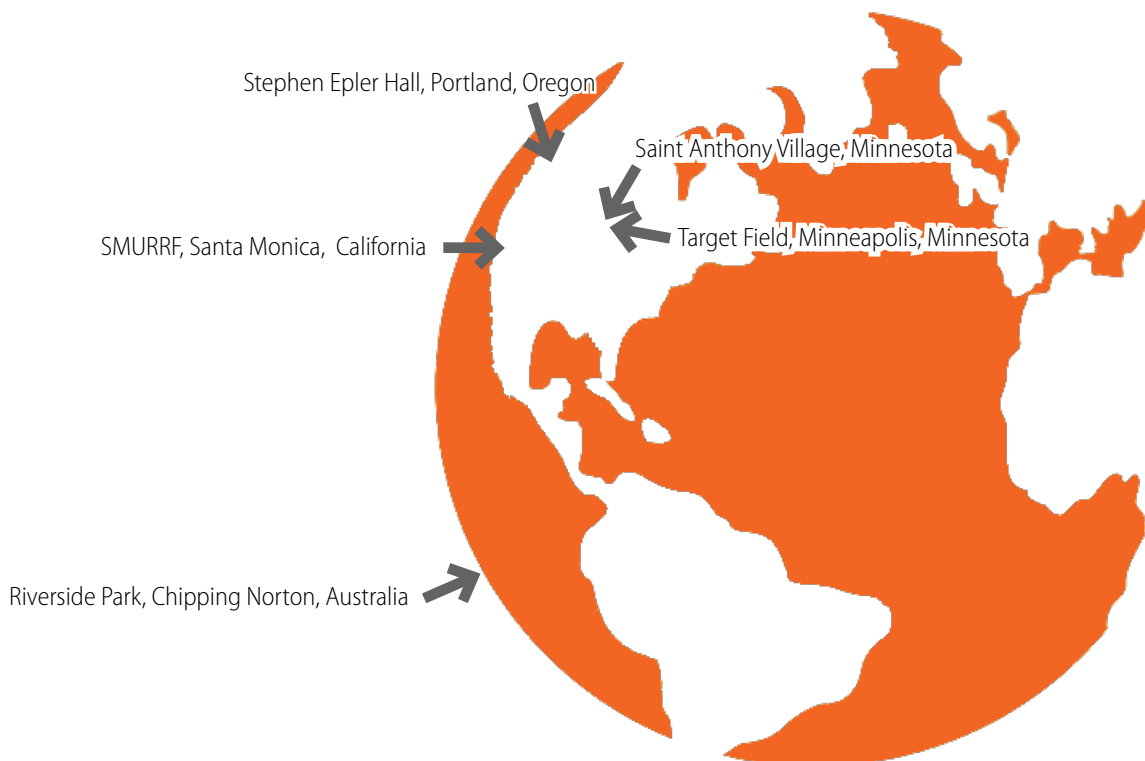 Stephen Epler Hall, Portland, Oregon
Saint Anthony Village, Minnesota
SMURRF, Santa Monica, California
Target Field, Minneapolis, Minnesota
Riverside Park, Chipping Norton, Australia